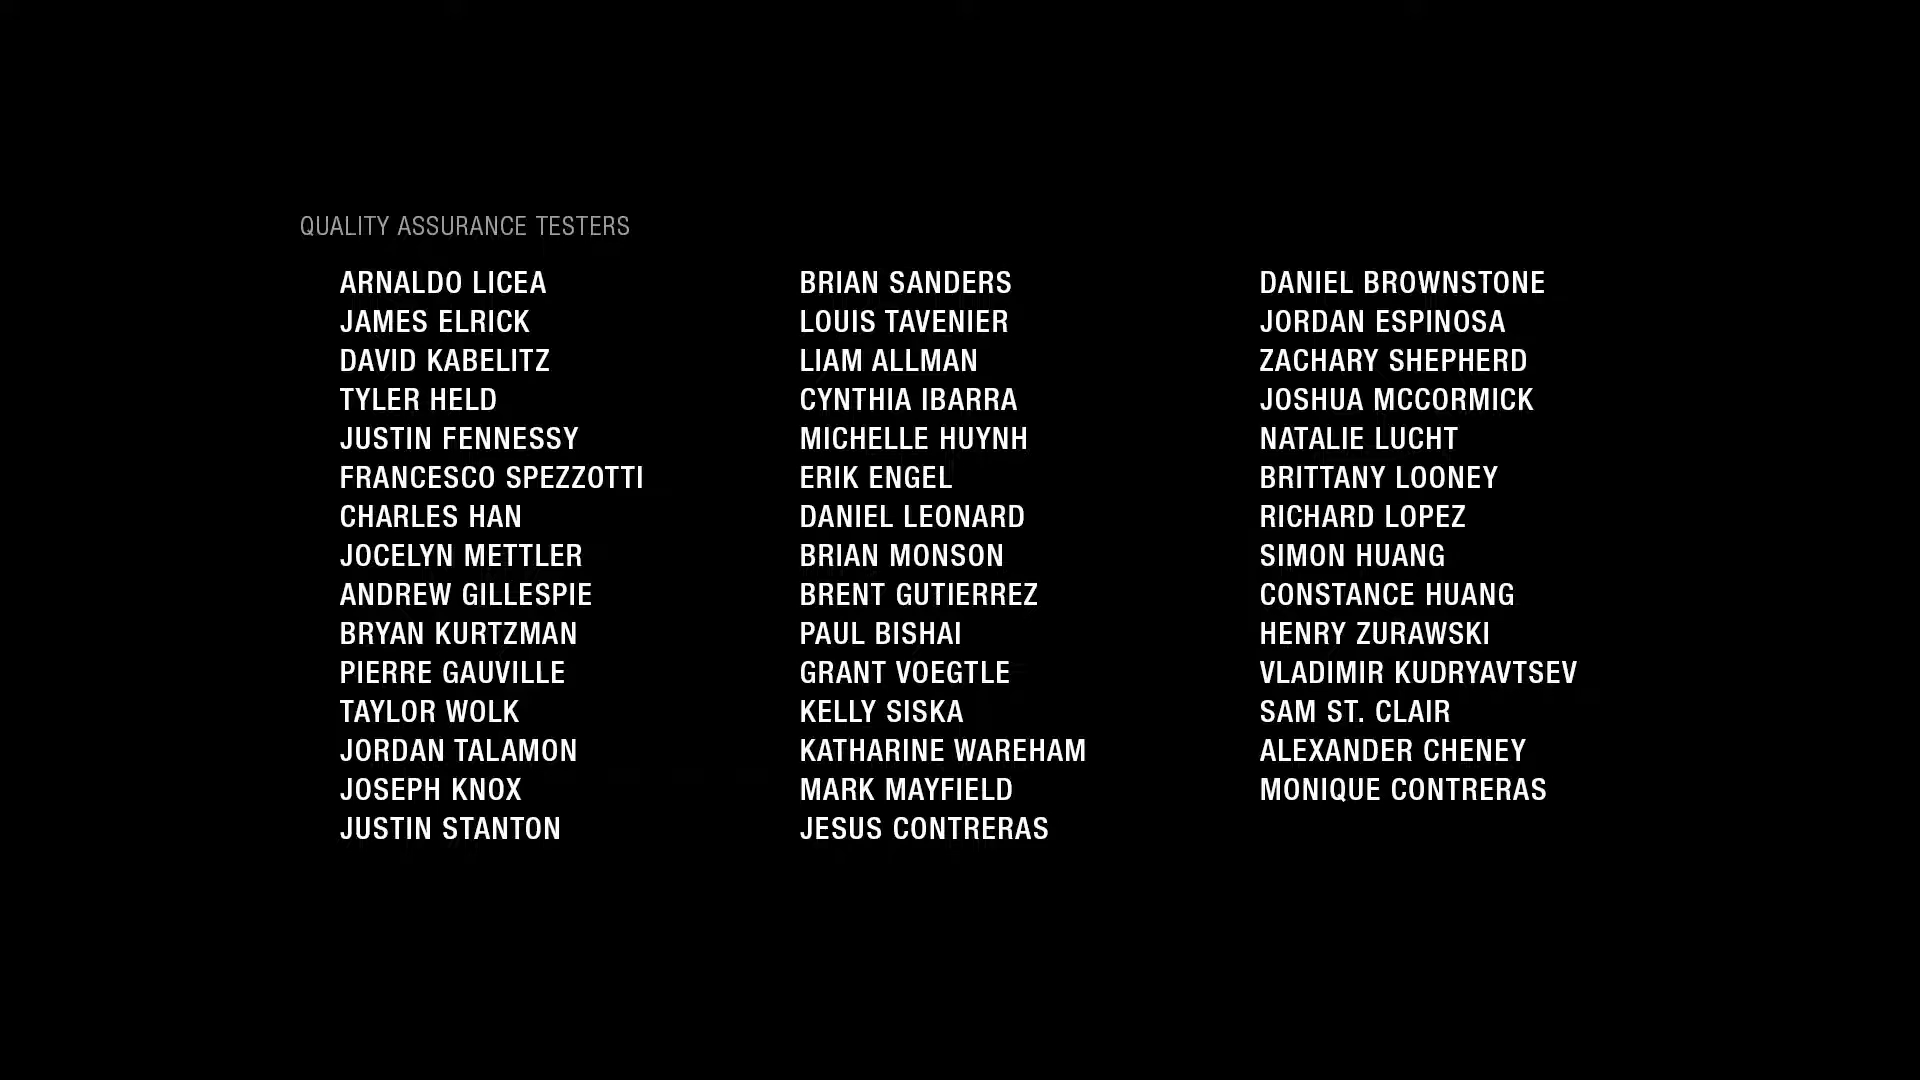 QUALITY ASSURANCE TESTERS
ARNALDO LICEA
JAMES ELRICK
DAVID KABELITZ
TYLER HELD
JUSTIN FENNESSY
FRANCESCO SPEZZOTTI
CHARLES HAN
JOCELYN METTLER
ANDREW GILLESPIE
BRYAN KURTZMAN
PIERRE GAUVILLE
TAYLOR WOLK
JORDAN TALAMON
JOSEPH KNOX
JUSTIN STANTON
BRIAN SANDERS
LOUIS TAVENIER
LIAM ALLMAN
CYNTHIA IBARRA
MICHELLE HUYNH
ERIK ENGEL
DANIEL LEONARD
BRIAN MONSON
BRENT GUTIERREZ
PAUL BISHAI
GRANT VOEGTLE
KELLY SISKA
KATHARINE WAREHAM
MARK MAYFIELD
JESUS CONTRERAS
DANIEL BROWNSTONE
JORDAN ESPINOSA
ZACHARY SHEPHERD
JOSHUA MCCORMICK
NATALIE LUCHT
BRITTANY LOONEY
RICHARD LOPEZ
SIMON HUANG
CONSTANCE HUANG
HENRY ZURAWSKI
VLADIMIR KUDRYAVTSEV
SAM ST. CLAIR
ALEXANDER CHENEY
MONIQUE CONTRERAS